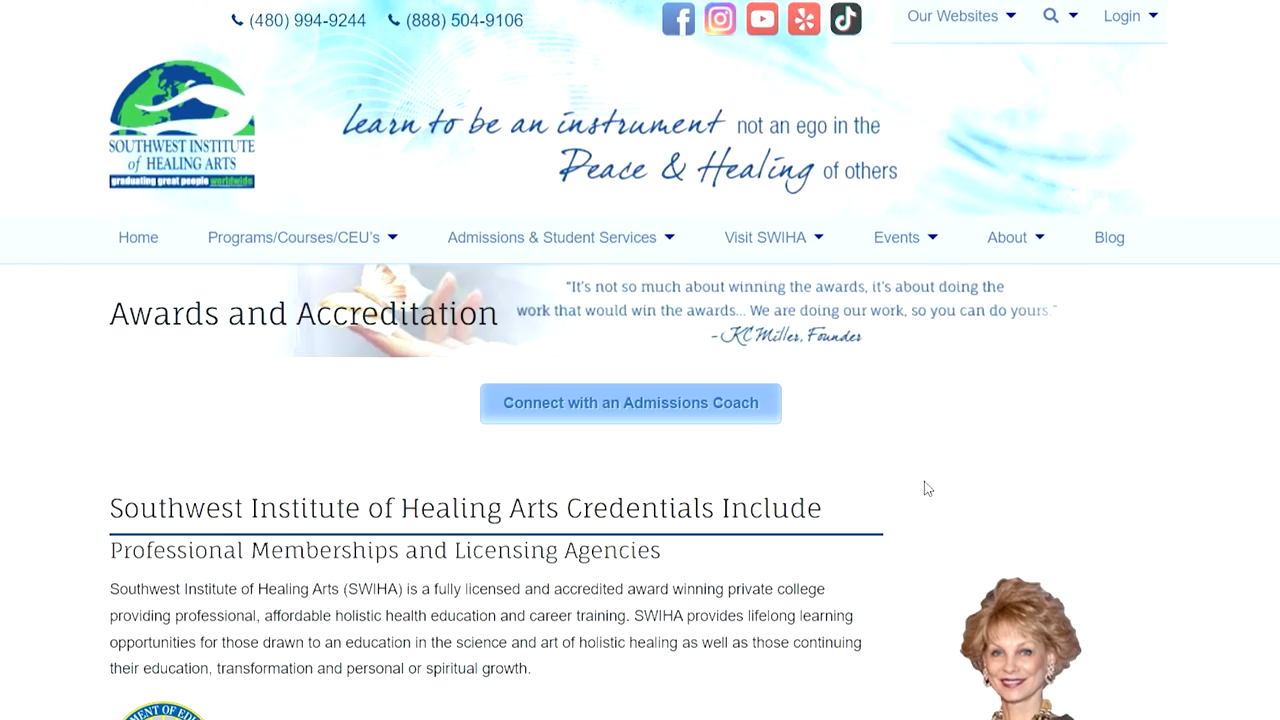 (480) 994-9244 (888) 504-9106
Our Websites Login
learn to be an instrument not an ego in the
Peace & Healing of others
SOUTHWEST INSTITUTE
of HEALING ARTS
graduating great people worldwide
Home Programs/Courses/CEU's Admissions & Student Services Visit SWIHA Events About Blog
Awards and Accreditation
"It's not so much about winning the awards, it's about doing the
work that would win the awards... We are doing our work, so you can do yours."
- KC Miller, Founder
Connect with an Admissions Coach
Southwest Institute of Healing Arts Credentials Include
Professional Memberships and Licensing Agencies
Southwest Institute of Healing Arts (SWIHA) is a fully licensed and accredited award winning private college
providing professional, affordable holistic health education and career training. SWIHA provides lifelong learning
opportunities for those drawn to an education in the science and art of holistic healing as well as those continuing
their education, transformation and personal or spiritual growth.